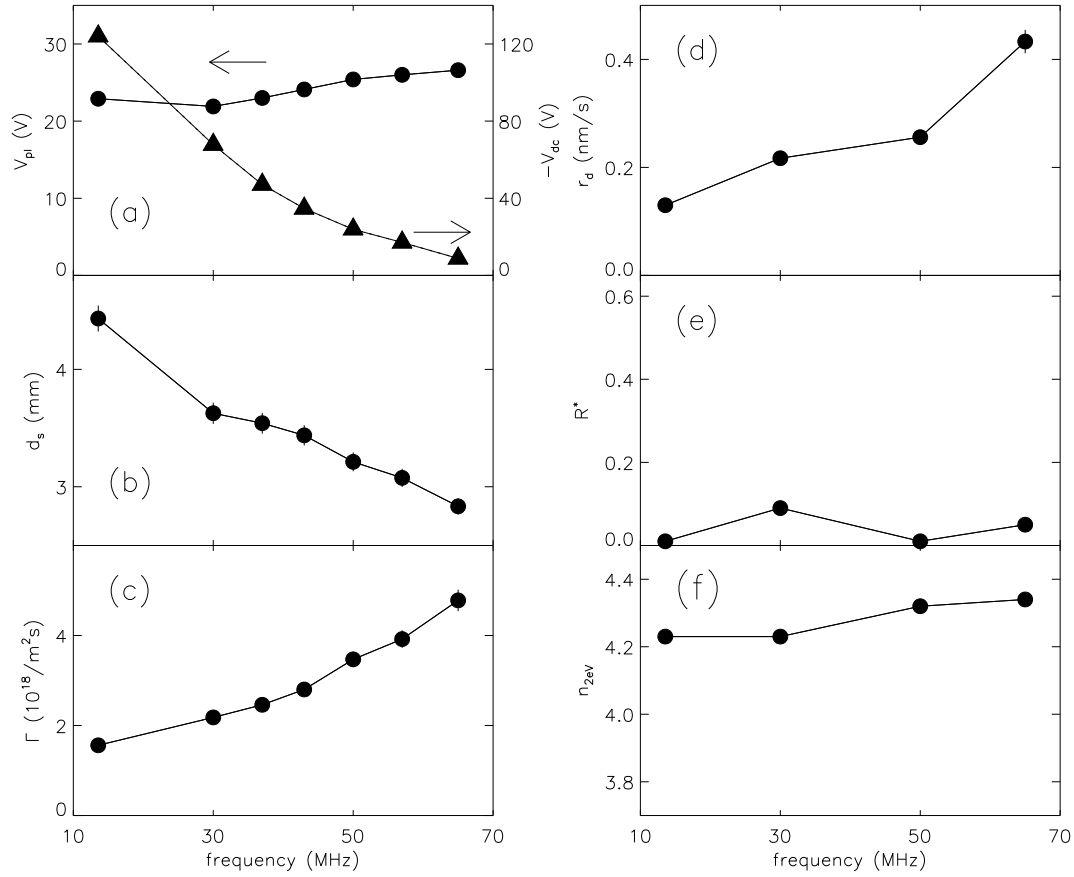 30
20
10
0
V_pl (V)
(a)
120
80
40
0
-V_dc (V)
4
3
d_s (mm)
(b)
4
2
0
Γ (10^18/m^2s)
(c)
10 30 50 70
frequency (MHz)
0.4
0.2
0.0
r_d (nm/s)
(d)
0.6
0.4
0.2
0.0
R*
(e)
4.4
4.2
4.0
3.8
n_2eV
(f)
10 20 30 40 50 60 70
frequency (MHz)